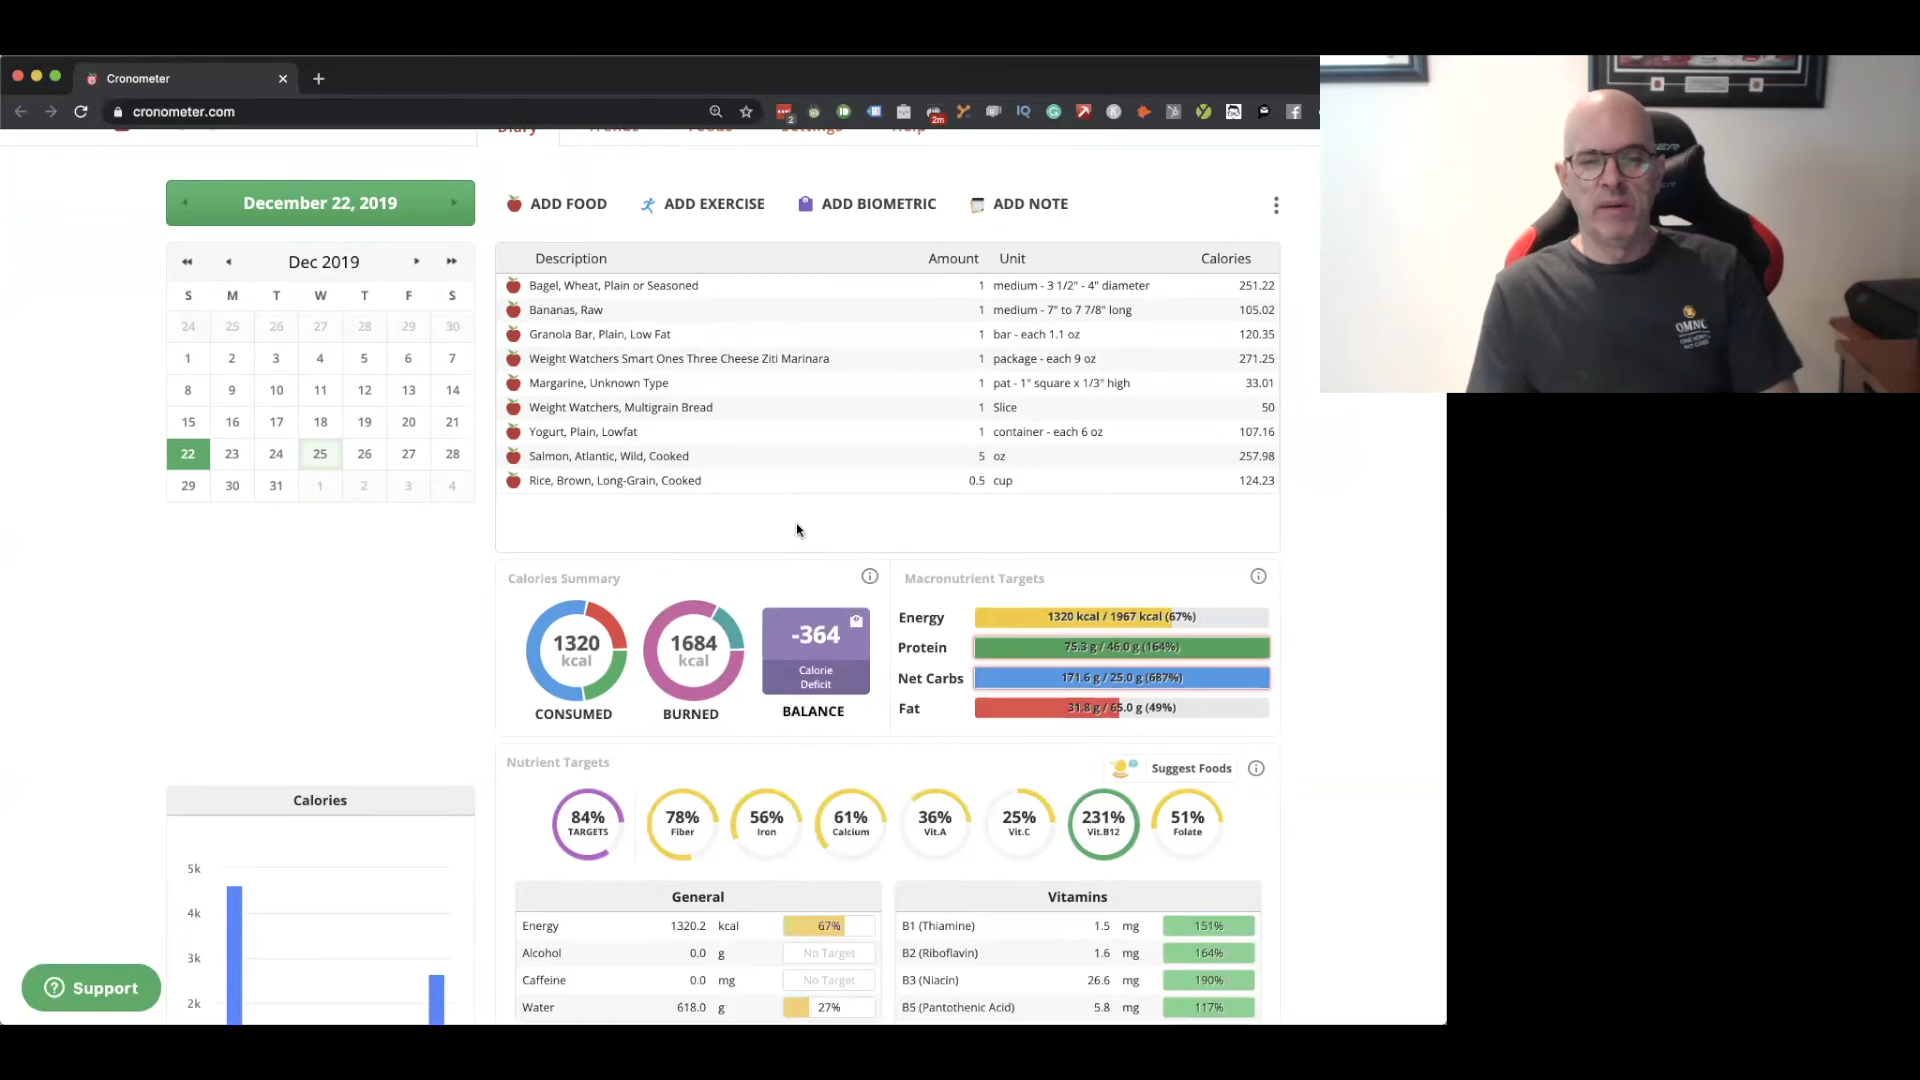 Cronometer
cronometer.com
2
2m
Diary Trends Foods Settings Help
December 22, 2019
ADD FOOD ADD EXERCISE ADD BIOMETRIC ADD NOTE
Dec 2019
S M T W T F S
24 25 26 27 28 29 30
1 2 3 4 5 6 7
8 9 10 11 12 13 14
15 16 17 18 19 20 21
22 23 24 25 26 27 28
29 30 31 1 2 3 4
Description Amount Unit Calories
Bagel, Wheat, Plain or Seasoned 1 medium - 3 1/2" - 4" diameter 251.22
Bananas, Raw 1 medium - 7" to 7 7/8" long 105.02
Granola Bar, Plain, Low Fat 1 bar - each 1.1 oz 120.35
Weight Watchers Smart Ones Three Cheese Ziti Marinara 1 package - each 9 oz 271.25
Margarine, Unknown Type 1 pat - 1" square x 1/3" high 33.01
Weight Watchers, Multigrain Bread 1 Slice 50
Yogurt, Plain, Lowfat 1 container - each 6 oz 107.16
Salmon, Atlantic, Wild, Cooked 5 oz 257.98
Rice, Brown, Long-Grain, Cooked 0.5 cup 124.23
Calories Summary
1320
kcal
CONSUMED
1684
kcal
BURNED
-364
Calorie
Deficit
BALANCE
Macronutrient Targets
Energy 1320 kcal / 1967 kcal (67%)
Protein 75.3 g / 46.0 g (164%)
Net Carbs 171.6 g / 25.0 g (687%)
Fat 31.8 g / 65.0 g (49%)
Nutrient Targets
Suggest Foods
84% 78% 56% 61% 36% 25% 231% 51%
TARGETS Fiber Iron Calcium Vit.A Vit.C Vit.B12 Folate
General
Energy 1320.2 kcal 67%
Alcohol 0.0 g No Target
Caffeine 0.0 mg No Target
Water 618.0 g 27%
Vitamins
B1 (Thiamine) 1.5 mg 151%
B2 (Riboflavin) 1.6 mg 164%
B3 (Niacin) 26.6 mg 190%
B5 (Pantothenic Acid) 5.8 mg 117%
Calories
5k
4k
3k
2k
Support
OMNC